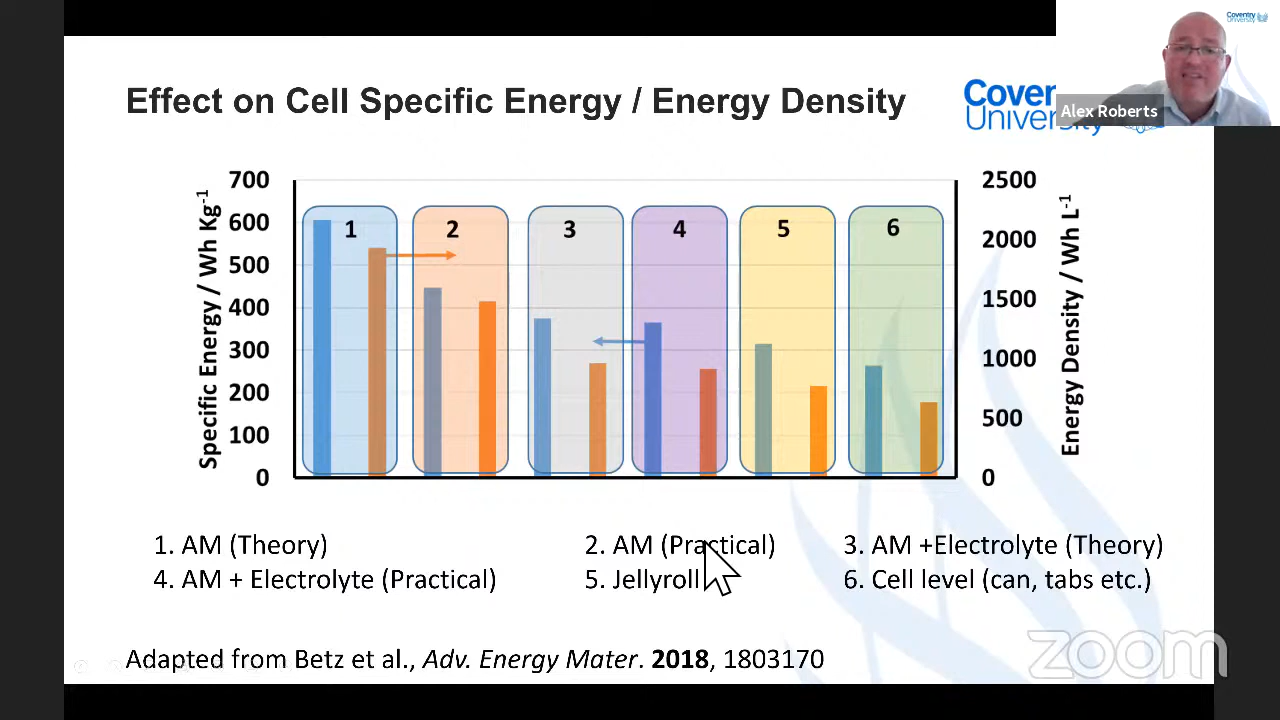 Coventry
University
Effect on Cell Specific Energy / Energy Density
Coven
University
Alex Roberts
Specific Energy / Wh Kg-1
700
600
500
400
300
200
100
0
1
2
3
4
5
6
2500
2000
1500
1000
500
0
Energy Density / Wh L-1
1. AM (Theory)
2. AM (Practical)
3. AM +Electrolyte (Theory)
4. AM + Electrolyte (Practical)
5. Jellyroll
6. Cell level (can, tabs etc.)
Adapted from Betz et al., Adv. Energy Mater. 2018, 1803170
zoom